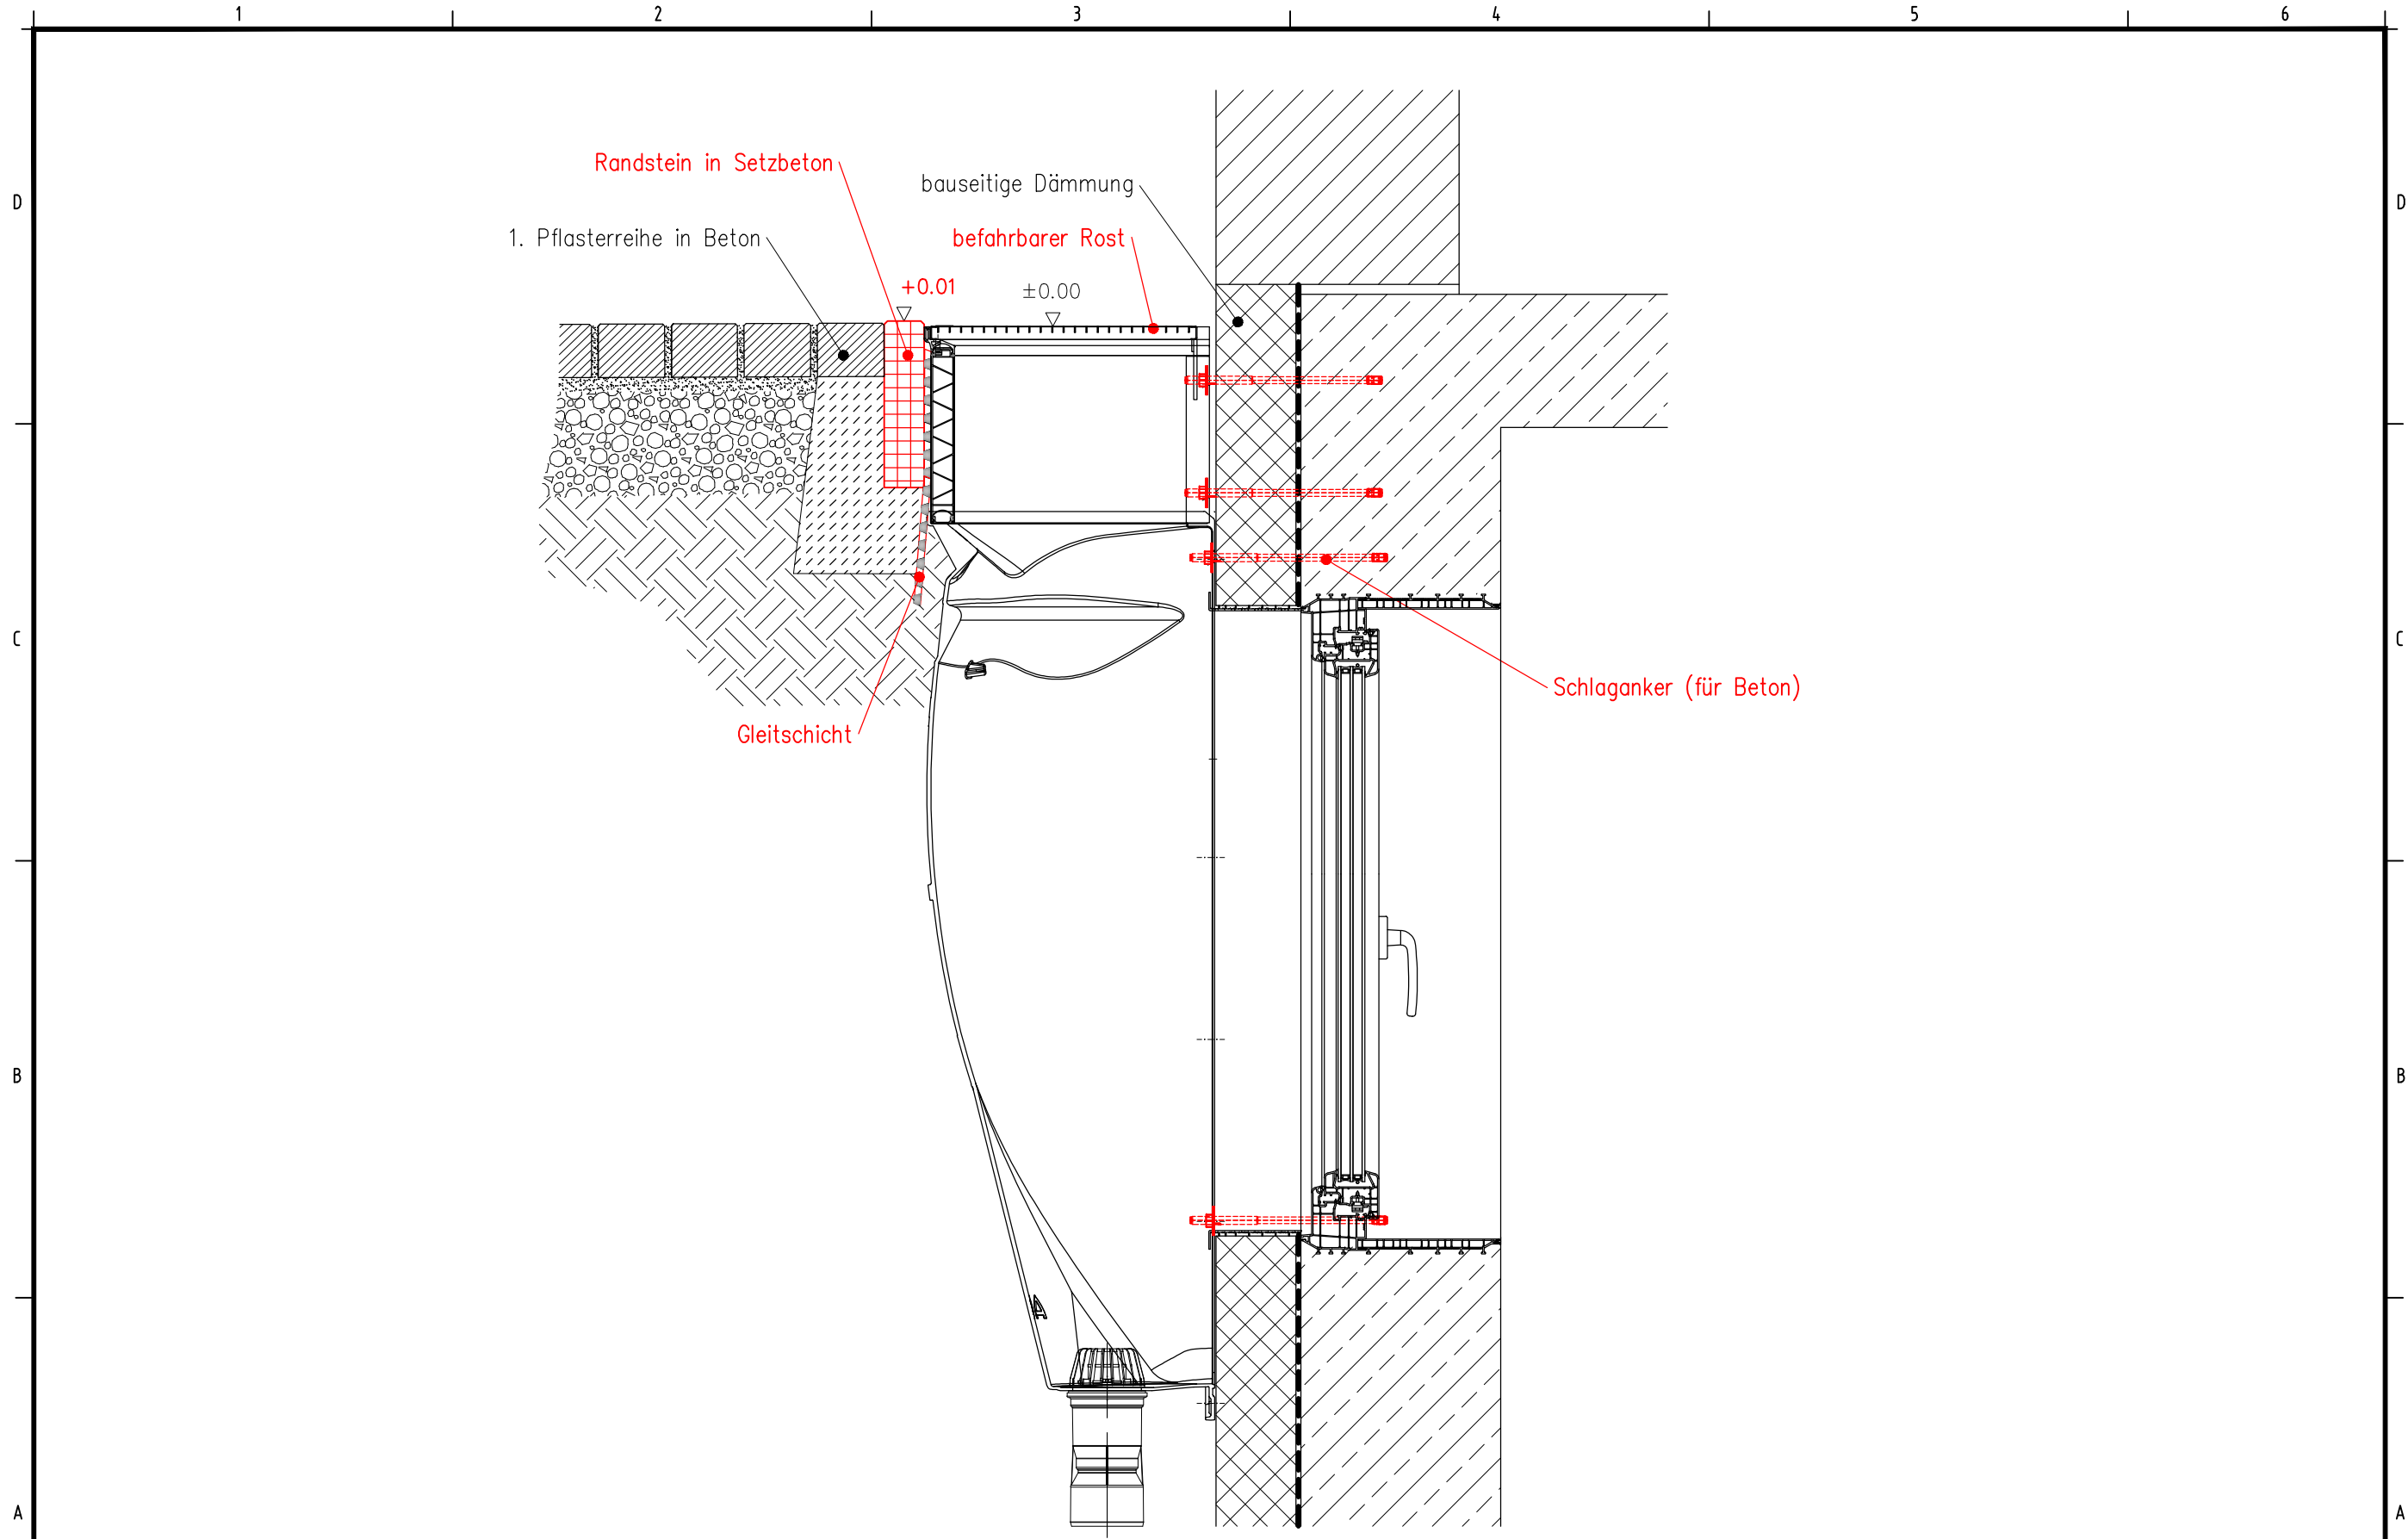 1 2 3 4 5 6
Randstein in Setzbeton
bauseitige Dämmung
D D
1. Pflasterreihe in Beton
befahrbarer Rost
+0.01
±0.00
C C
Schlaganker (für Beton)
Gleitschicht
B B
A A